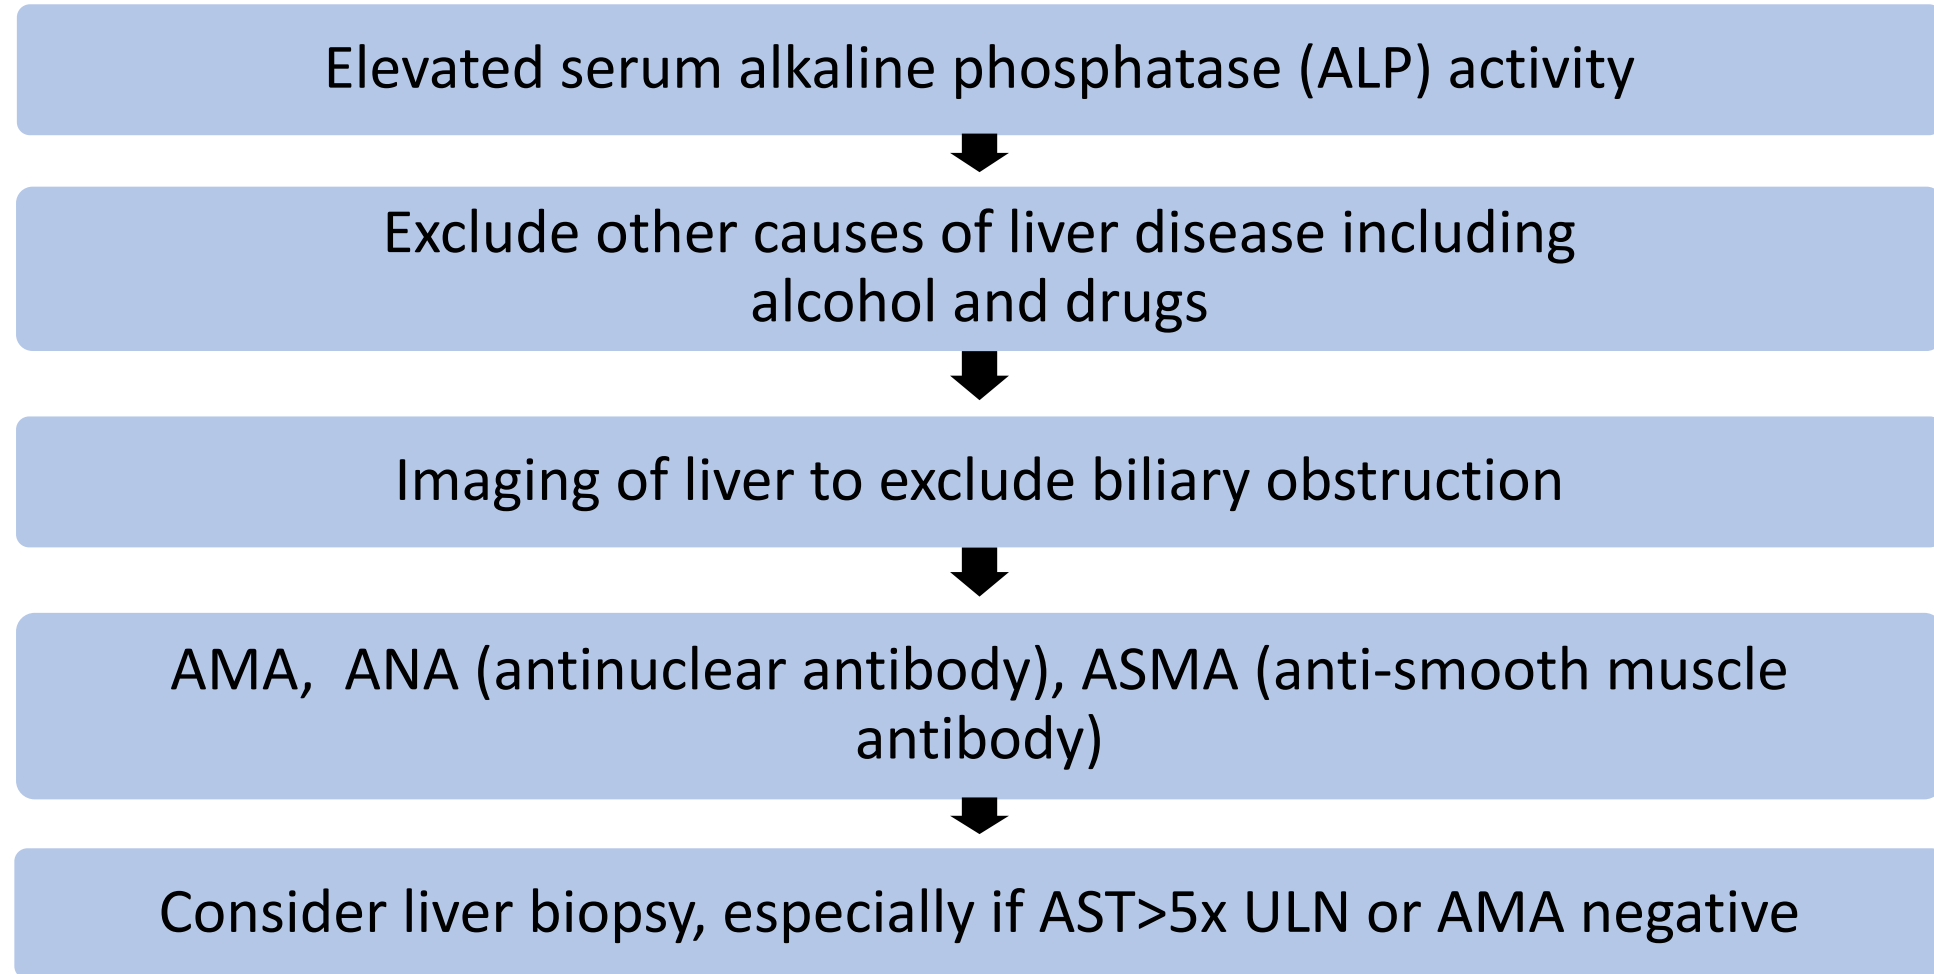 Elevated serum alkaline phosphatase (ALP) activity
Exclude other causes of liver disease including
alcohol and drugs
Imaging of liver to exclude biliary obstruction
AMA,  ANA (antinuclear antibody), ASMA (anti-smooth muscle
antibody)
Consider liver biopsy, especially if AST>5x ULN or AMA negative